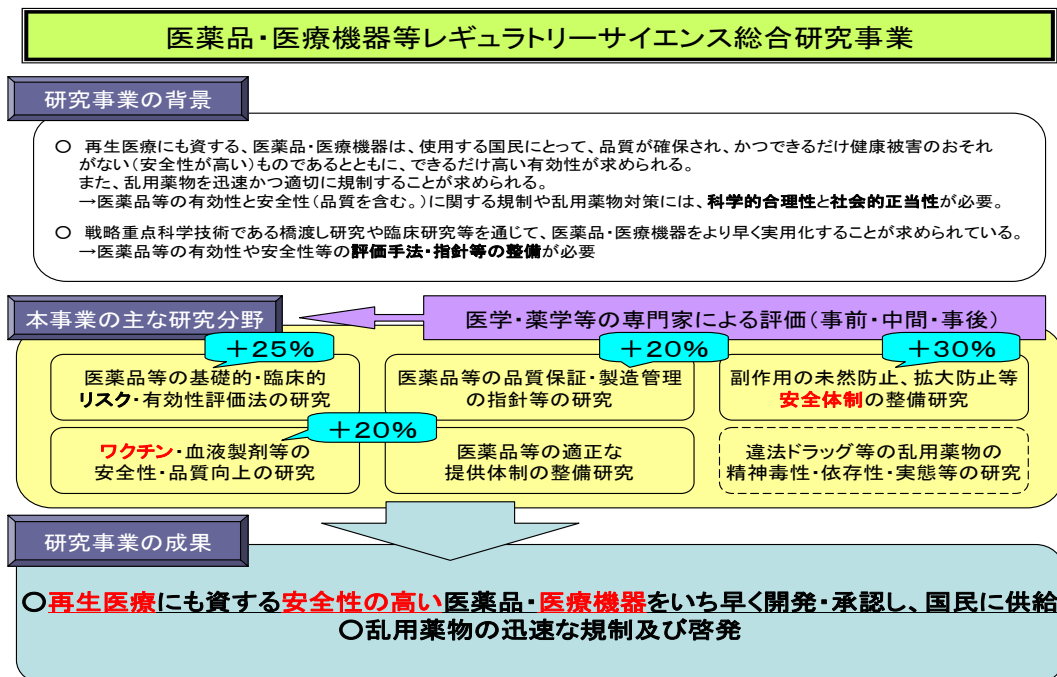 医薬品・医療機器等レギュラトリーサイエンス総合研究事業
研究事業の背景
○ 再生医療にも資する、医薬品・医療機器は、使用する国民にとって、品質が確保され、かつできるだけ健康被害のおそれ
がない(安全性が高い)ものであるとともに、できるだけ高い有効性が求められる。
また、乱用薬物を迅速かつ適切に規制することが求められる。
→医薬品等の有効性と安全性(品質を含む。)に関する規制や乱用薬物対策には、科学的合理性と社会的正当性が必要。
○ 戦略重点科学技術である橋渡し研究や臨床研究等を通じて、医薬品・医療機器をより早く実用化することが求められている。
→医薬品等の有効性や安全性等の評価手法・指針等の整備が必要
本事業の主な研究分野
医学・薬学等の専門家による評価(事前・中間・事後)
+25%
医薬品等の基礎的・臨床的
リスク・有効性評価法の研究
+20%
医薬品等の品質保証・製造管理
の指針等の研究
+30%
副作用の未然防止、拡大防止等
安全体制の整備研究
+20%
ワクチン・血液製剤等の
安全性・品質向上の研究
医薬品等の適正な
提供体制の整備研究
違法ドラッグ等の乱用薬物の
精神毒性・依存性・実態等の研究
研究事業の成果
○再生医療にも資する安全性の高い医薬品・医療機器をいち早く開発・承認し、国民に供給
○乱用薬物の迅速な規制及び啓発